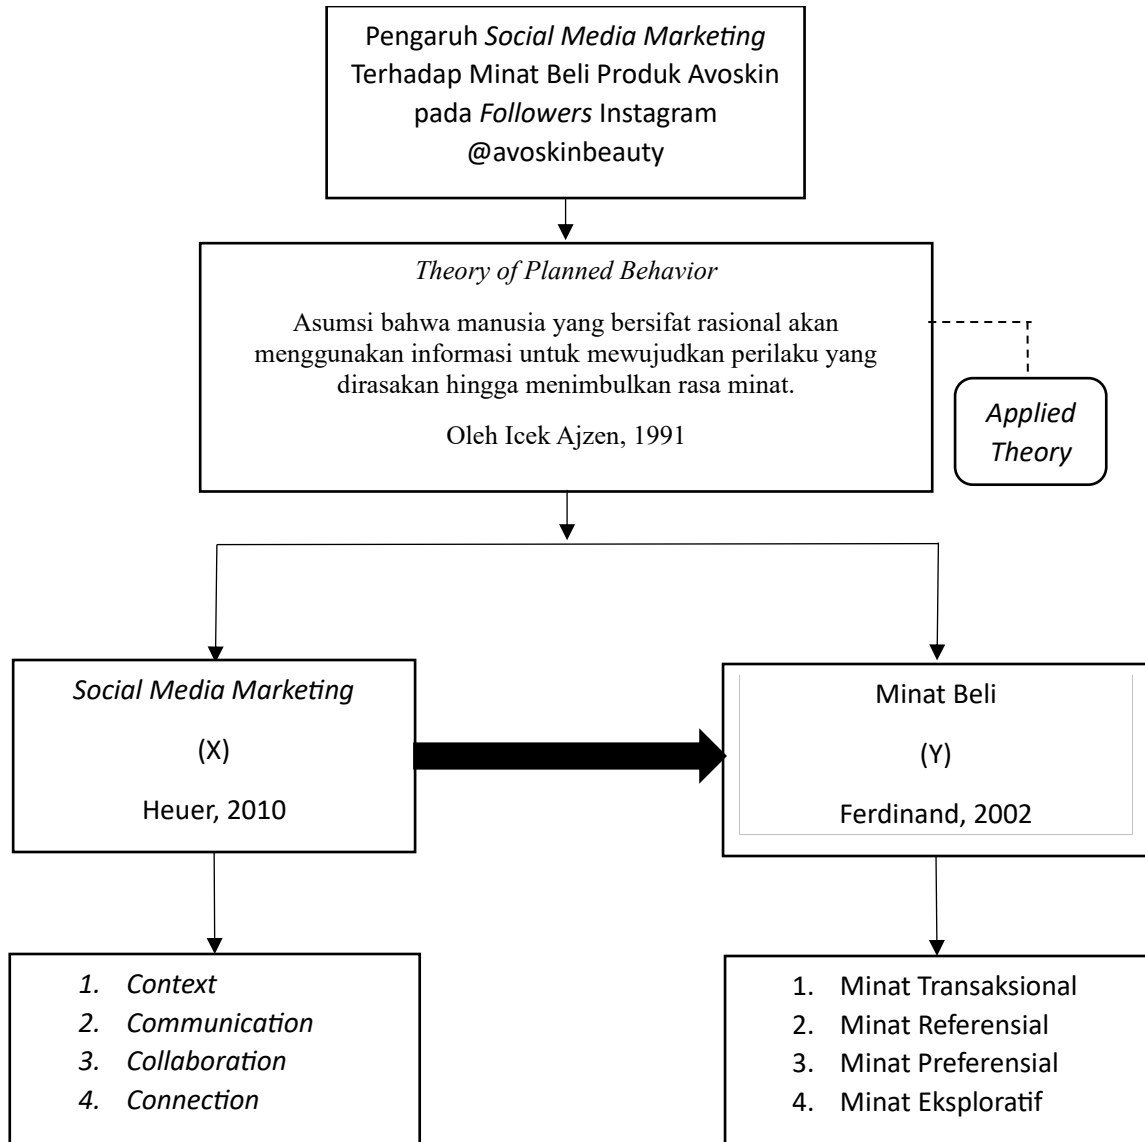 Pengaruh Social Media Marketing
Terhadap Minat Beli Produk Avoskin
pada Followers Instagram
@avoskinbeauty
Theory of Planned Behavior
Asumsi bahwa manusia yang bersifat rasional akan
menggunakan informasi untuk mewujudkan perilaku yang
dirasakan hingga menimbulkan rasa minat.
Oleh Icek Ajzen, 1991
Applied
Theory
Social Media Marketing
(X)
Heuer, 2010
Minat Beli
(Y)
Ferdinand, 2002
1. Context
2. Communication
3. Collaboration
4. Connection
1. Minat Transaksional
2. Minat Referensial
3. Minat Preferensial
4. Minat Eksploratif